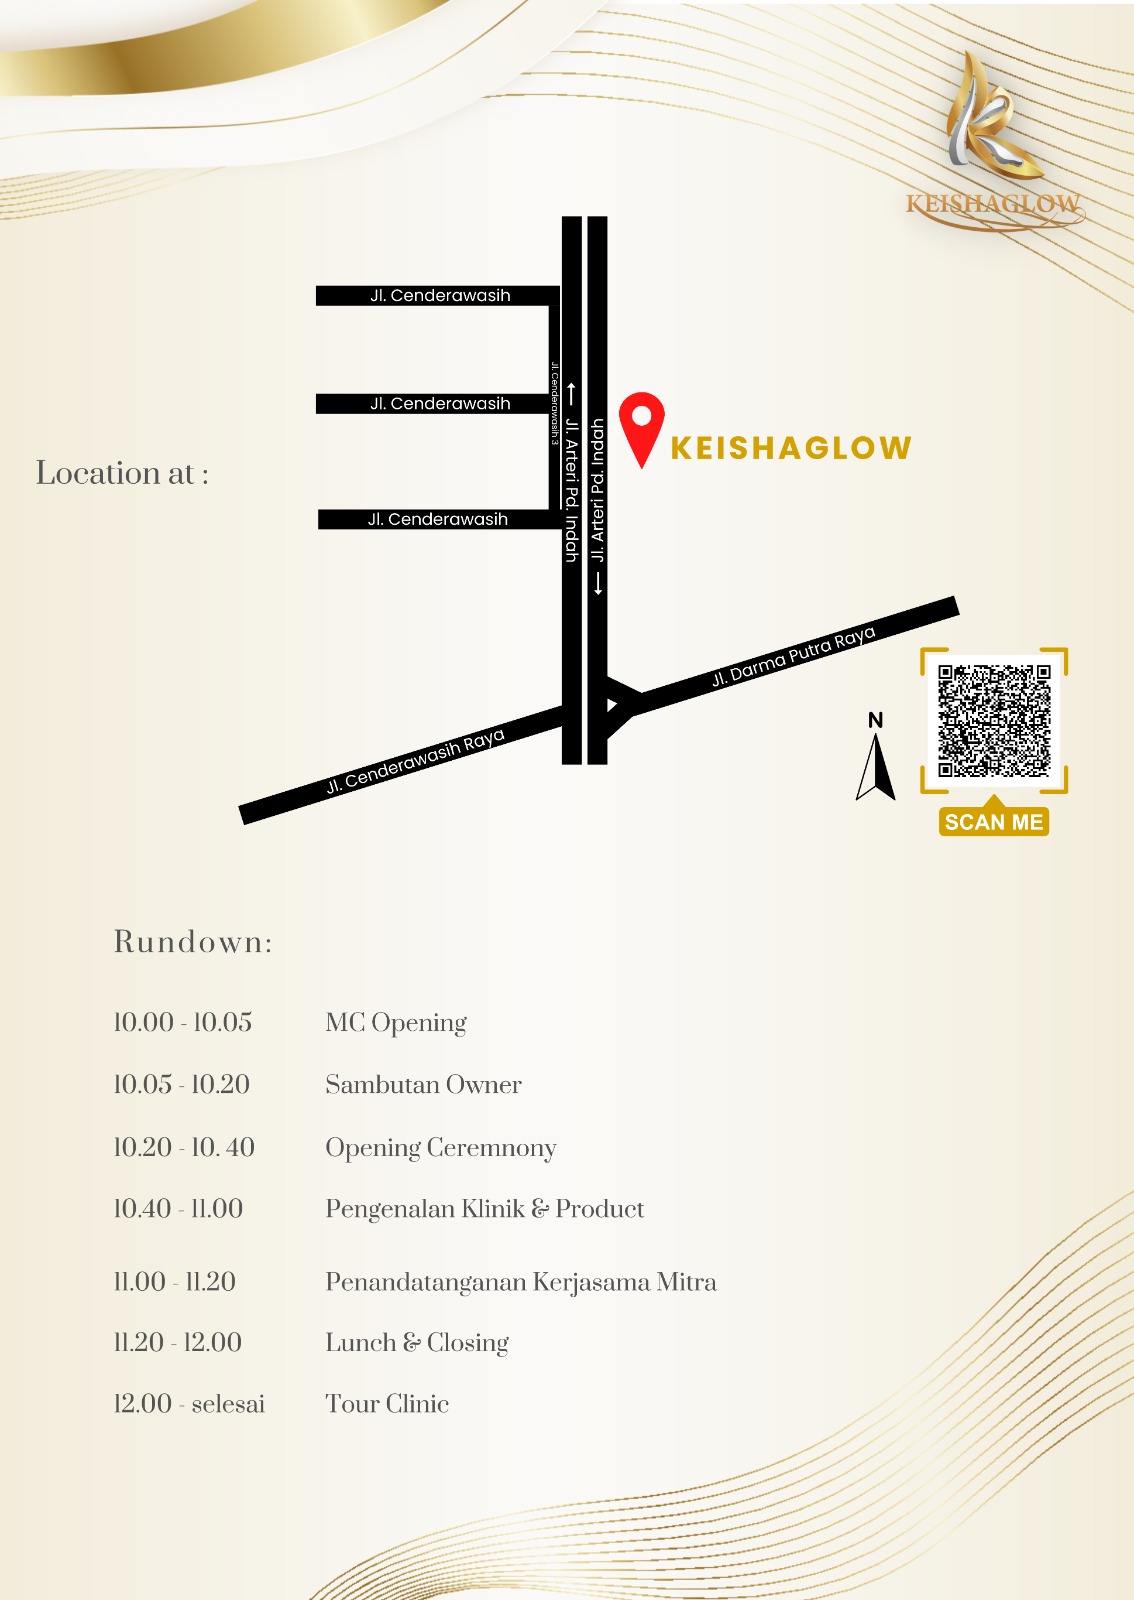 KEISHAGLOW
Jl. Cenderawasih
Jl. Cenderawasih 3
Jl. Cenderawasih
Jl. Arteri Pd. Indah
Jl. Arteri Pd. Indah
KEISHAGLOW
Location at :
Jl. Cenderawasih
Jl. Darma Putra Raya
Jl. Cenderawasih Raya
N
SCAN ME
Rundown:
10.00 - 10.05 MC Opening
10.05 - 10.20 Sambutan Owner
10.20 - 10. 40 Opening Ceremnony
10.40 - 11.00 Pengenalan Klinik & Product
11.00 - 11.20 Penandatanganan Kerjasama Mitra
11.20 - 12.00 Lunch & Closing
12.00 - selesai Tour Clinic